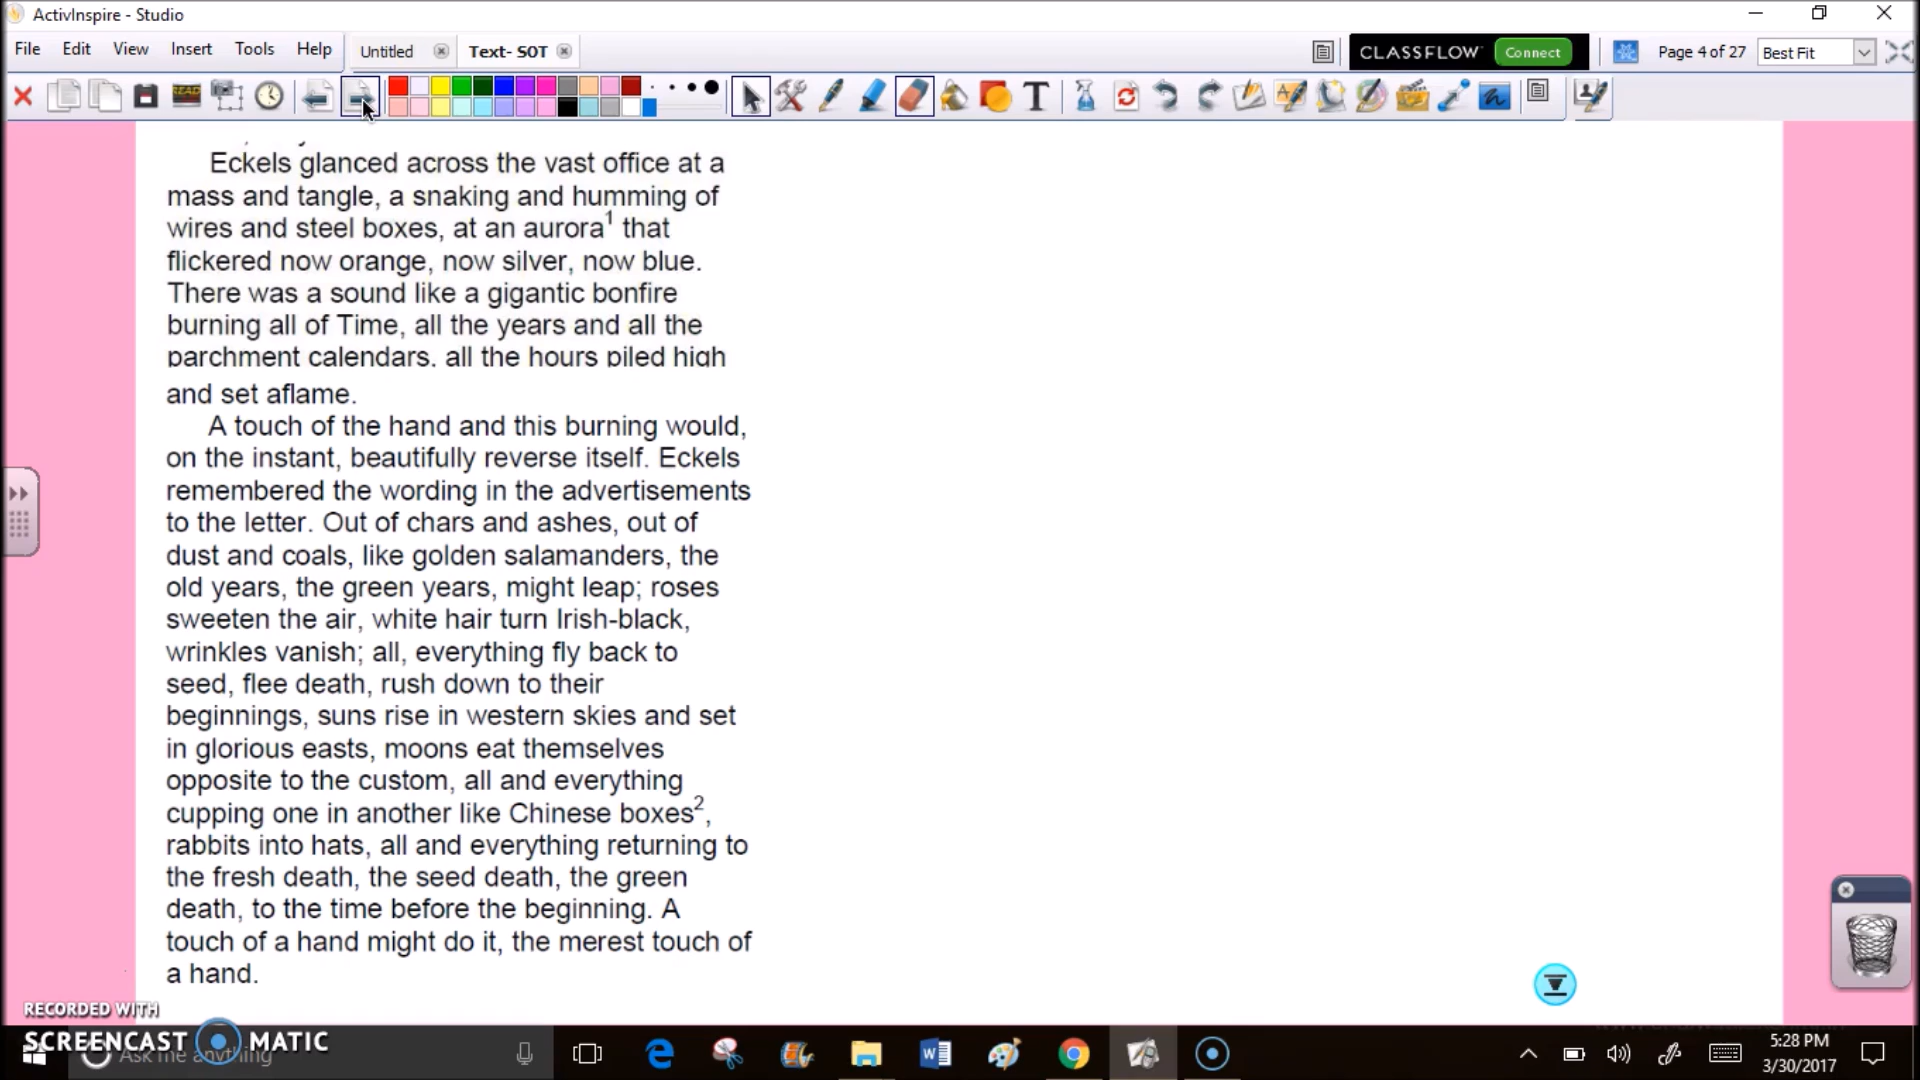 ActivInspire - Studio
File Edit View Insert Tools Help Untitled Text- SOT CLASSFLOW Connect Page 4 of 27 Best Fit
READ
Eckels glanced across the vast office at a
mass and tangle, a snaking and humming of
wires and steel boxes, at an aurora1 that
flickered now orange, now silver, now blue.
There was a sound like a gigantic bonfire
burning all of Time, all the years and all the
parchment calendars, all the hours piled high
and set aflame.
A touch of the hand and this burning would,
on the instant, beautifully reverse itself. Eckels
remembered the wording in the advertisements
to the letter. Out of chars and ashes, out of
dust and coals, like golden salamanders, the
old years, the green years, might leap; roses
sweeten the air, white hair turn Irish-black,
wrinkles vanish; all, everything fly back to
seed, flee death, rush down to their
beginnings, suns rise in western skies and set
in glorious easts, moons eat themselves
opposite to the custom, all and everything
cupping one in another like Chinese boxes2,
rabbits into hats, all and everything returning to
the fresh death, the seed death, the green
death, to the time before the beginning. A
touch of a hand might do it, the merest touch of
a hand.
RECORDED WITH
SCREENCAST MATIC
Ask me anything
5:28 PM
3/30/2017